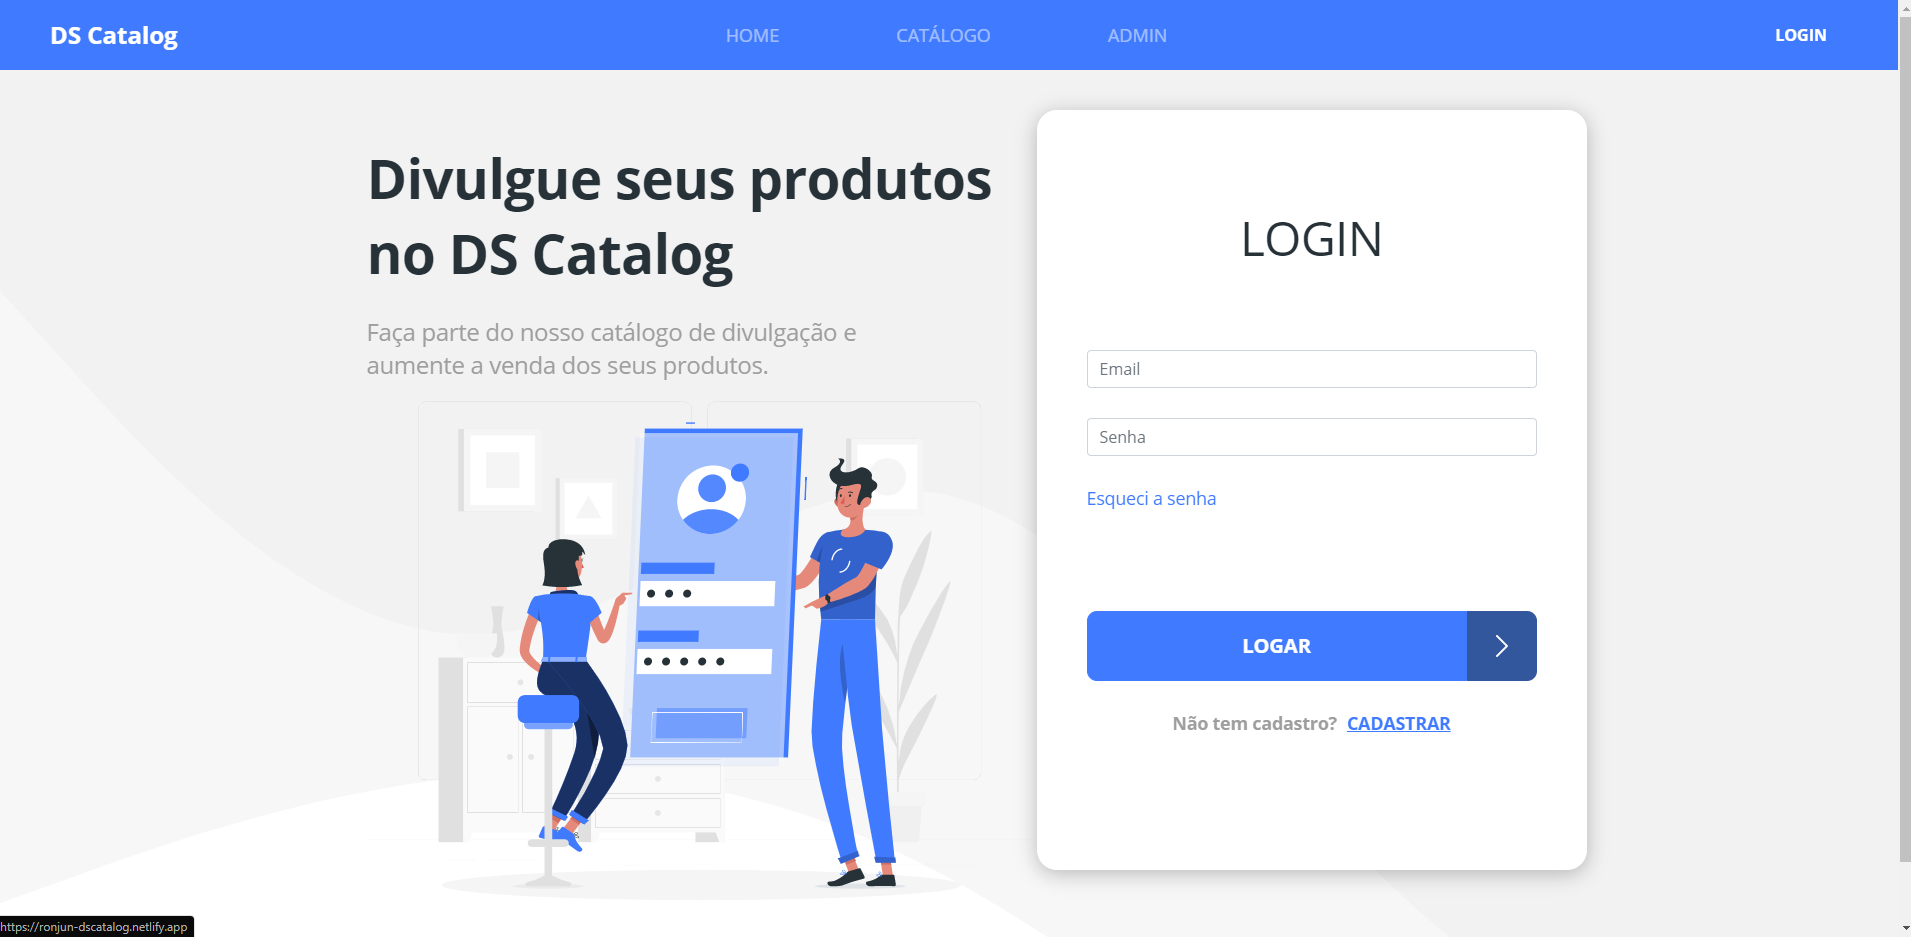 DS Catalog
HOME
CATÁLOGO
ADMIN
LOGIN
Divulgue seus produtos
no DS Catalog
Faça parte do nosso catálogo de divulgação e
aumente a venda dos seus produtos.
LOGIN
Email
Senha
Esqueci a senha
LOGAR
Não tem cadastro? CADASTRAR
https://ronjun-dscatalog.netlify.app